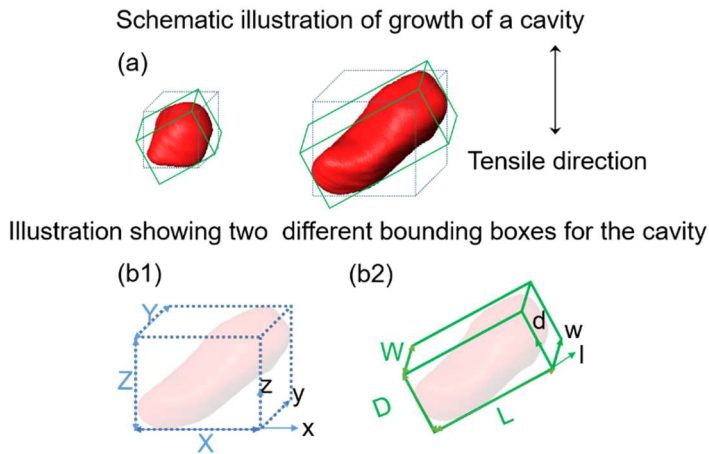 Schematic illustration of growth of a cavity
(a)
Tensile direction
Illustration showing two different bounding boxes for the cavity
(b1)
(b2)
Y
Z
X
z
y
x
W
D
L
d
w
l